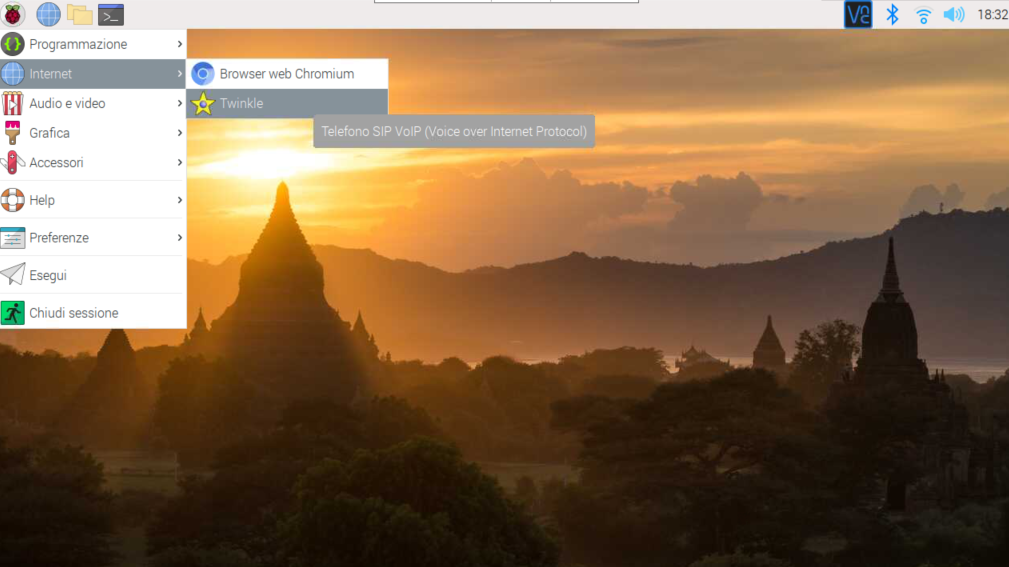 >_
V2
18:32
Programmazione
Internet
Audio e video
Grafica
Accessori
Help
Preferenze
Esegui
Chiudi sessione
Browser web Chromium
Twinkle
Telefono SIP VoIP (Voice over Internet Protocol)